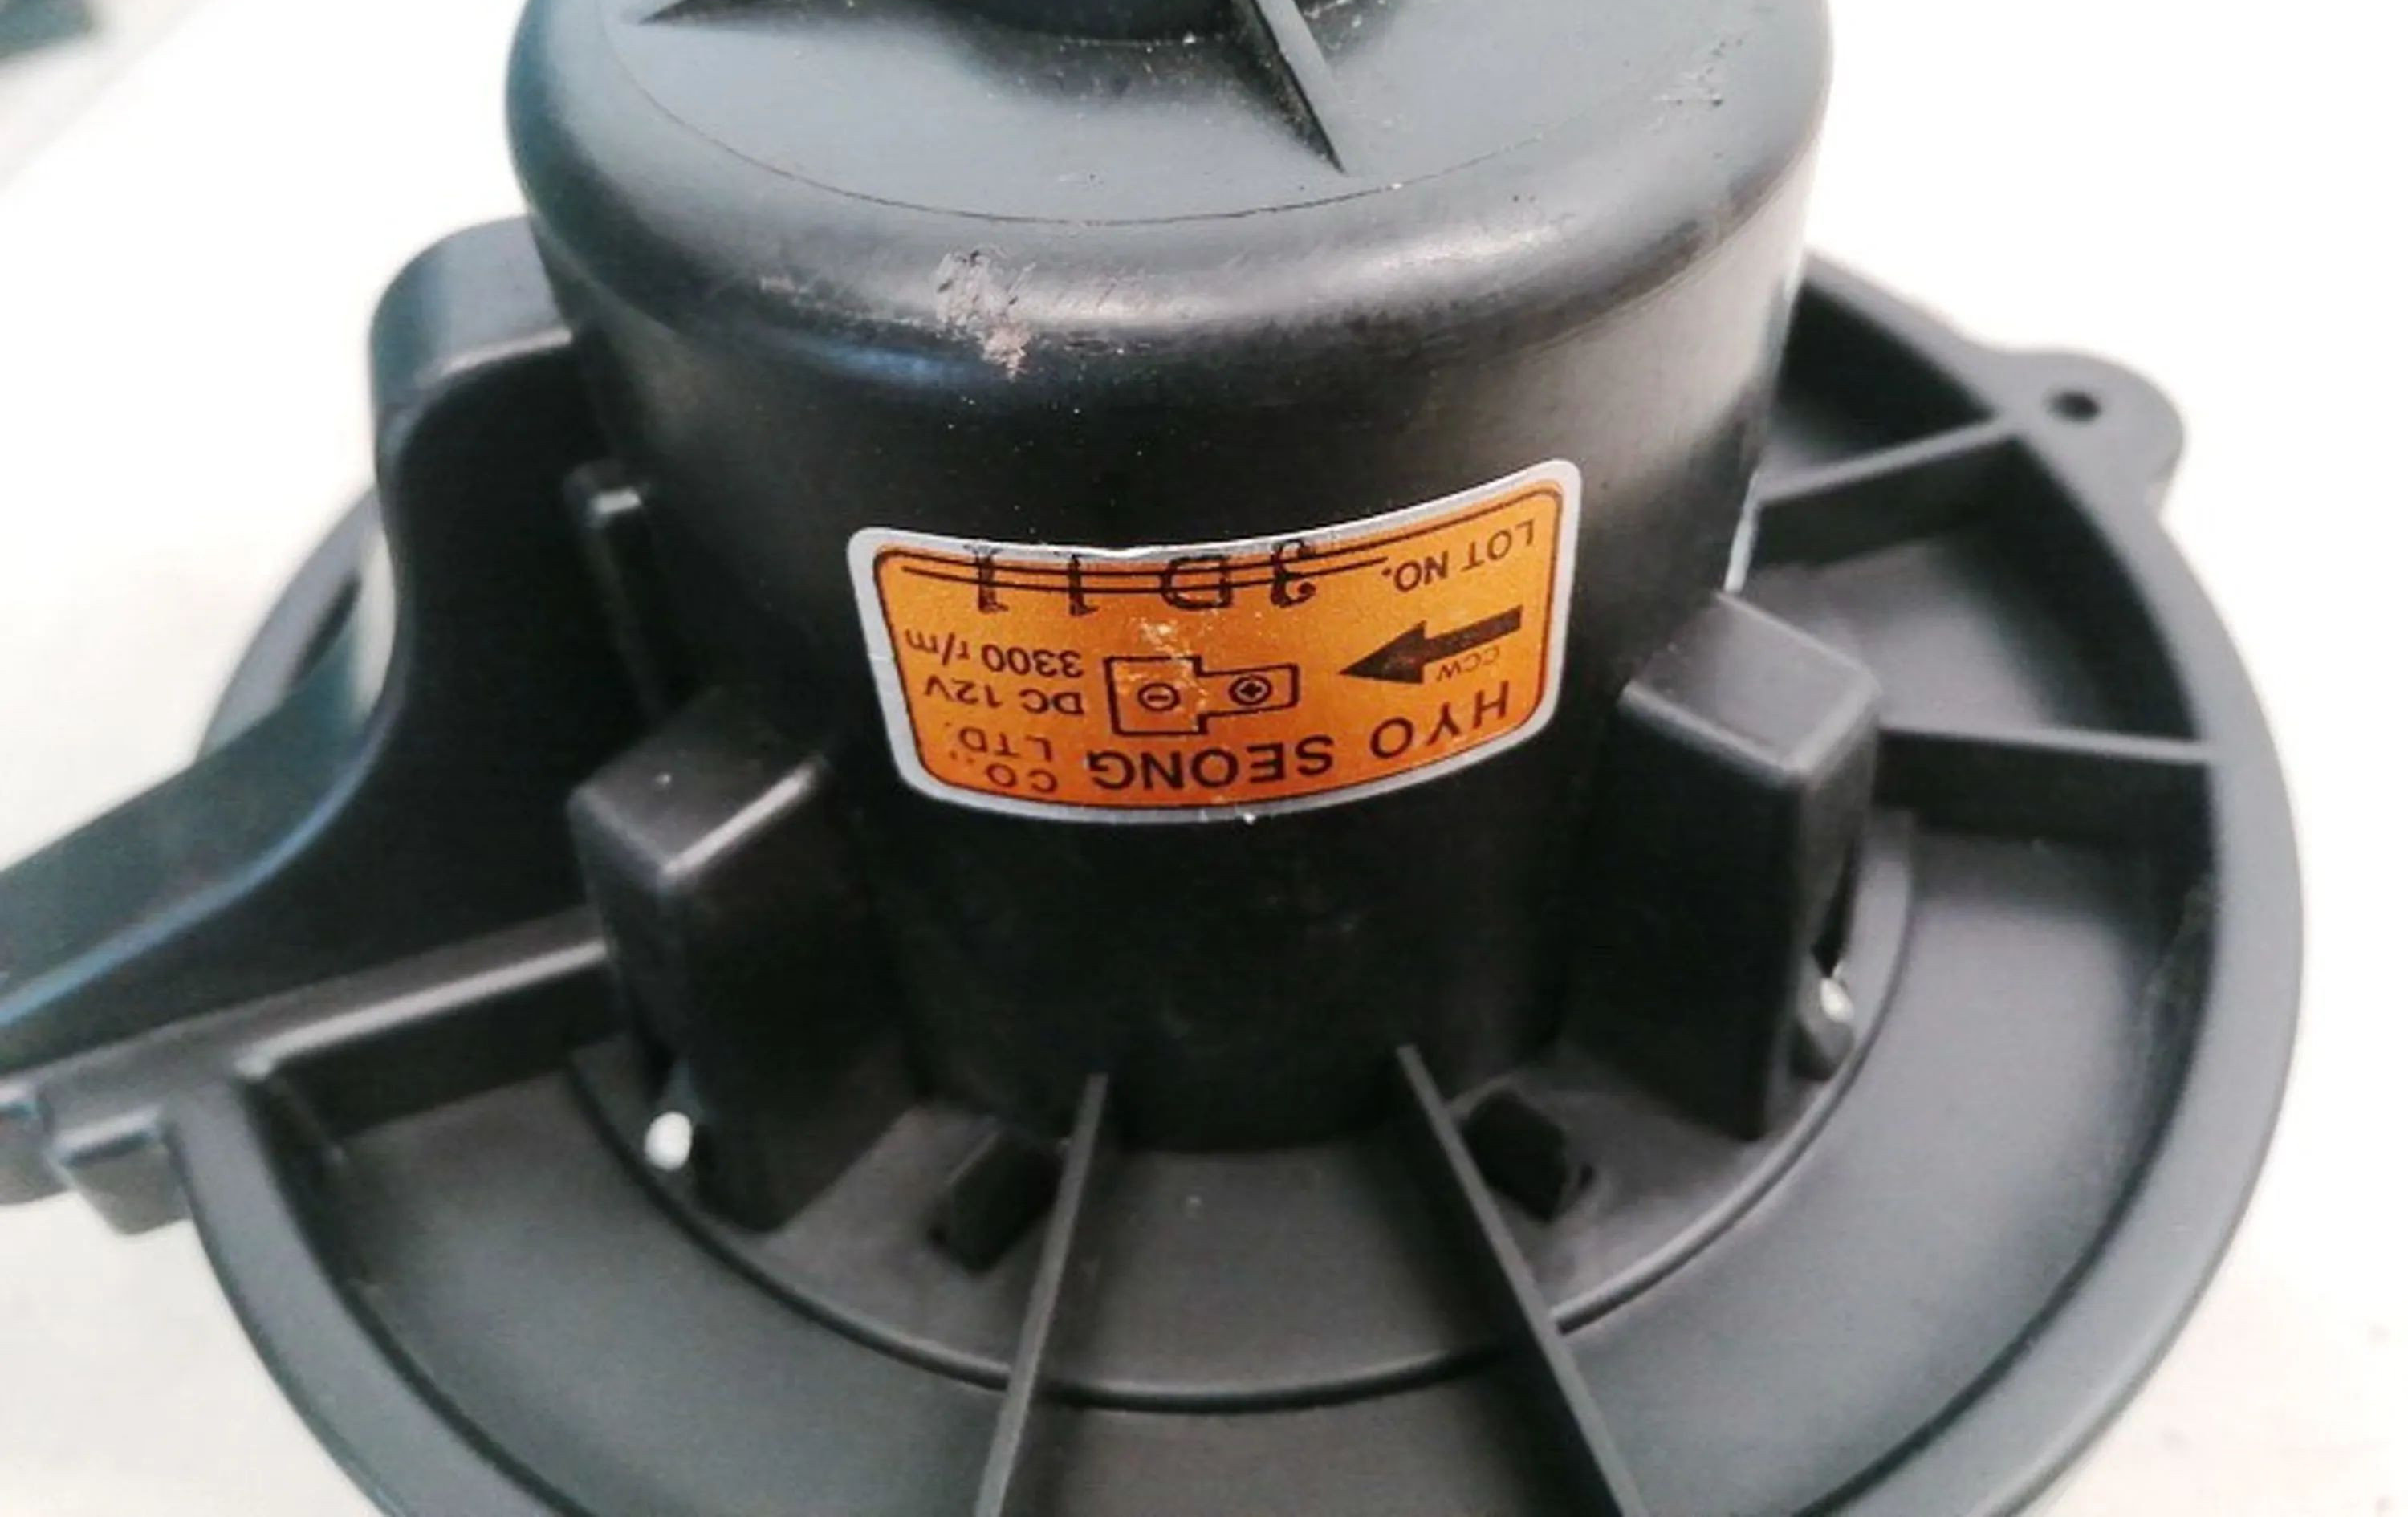 HYO SEONG CO., LTD.
CCW
⊕ ⊖
DC 12V
3300 r/m
LOT NO. 3D11